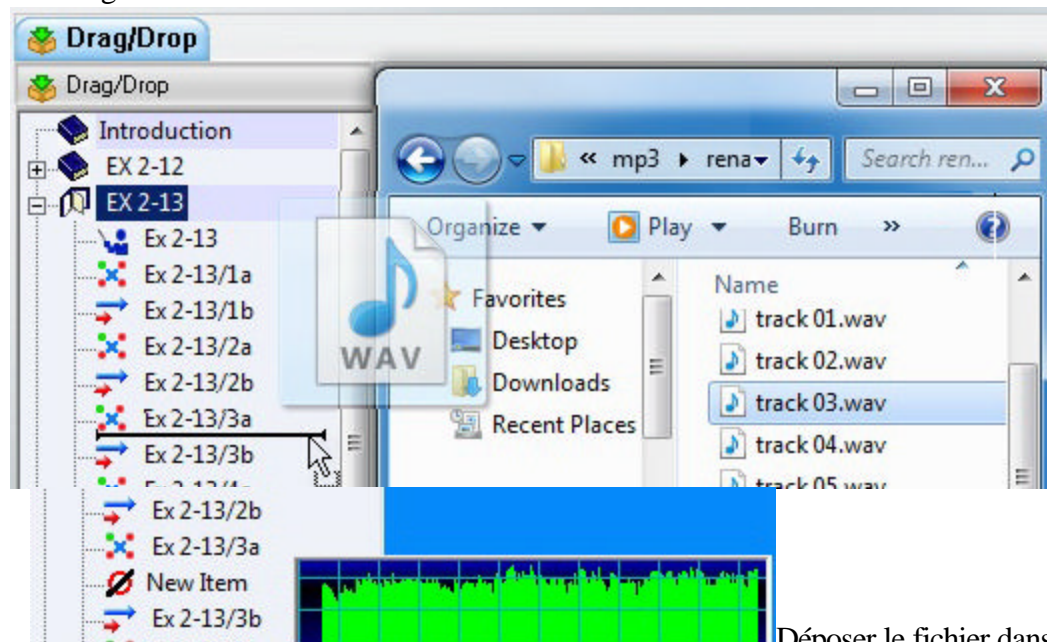 Drag/Drop
Drag/Drop
Introduction
EX 2-12
EX 2-13
Ex 2-13
Ex 2-13/1a
Ex 2-13/1b
Ex 2-13/2a
Ex 2-13/2b
Ex 2-13/3a
Ex 2-13/3b
WAV
« mp3 rena
Search ren...
Organize Play Burn »
Favorites
Desktop
Downloads
Recent Places
Name
track 01.wav
track 02.wav
track 03.wav
track 04.wav
track 05.wav
Ex 2-13/2b
Ex 2-13/3a
New Item
Ex 2-13/3b
Déposer le fichier dans